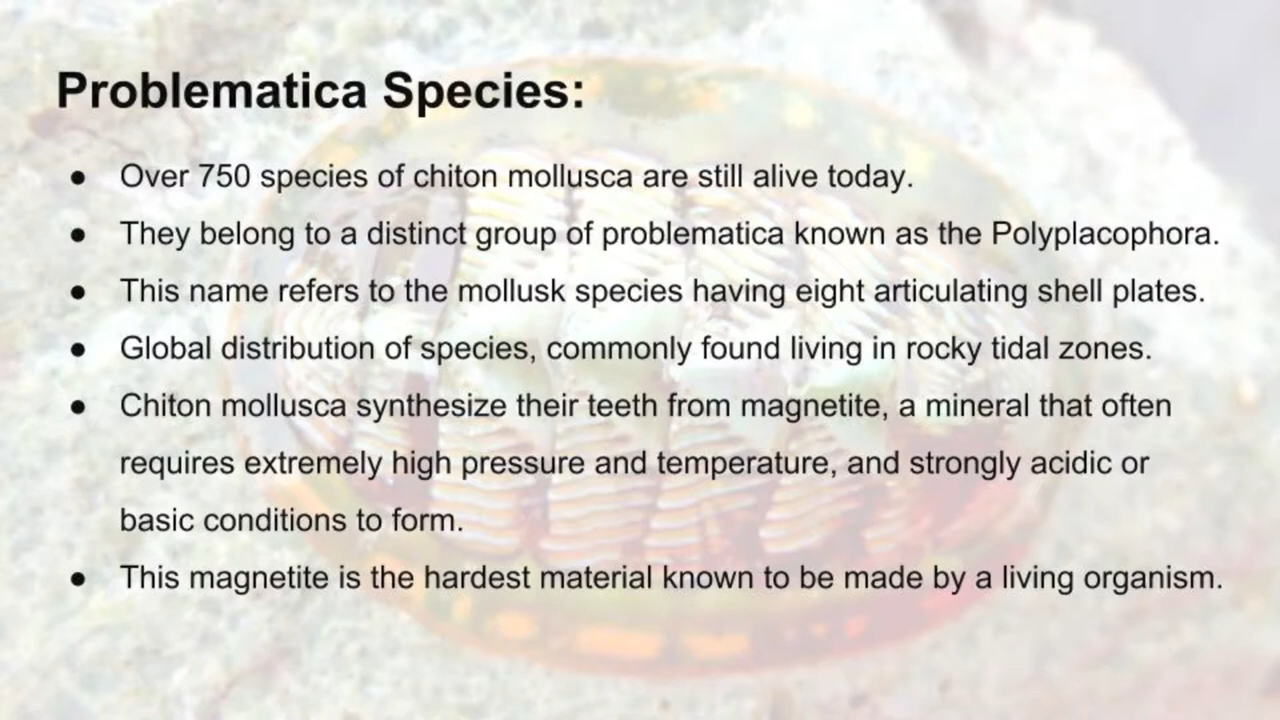 Problematica Species:
● Over 750 species of chiton mollusca are still alive today.
● They belong to a distinct group of problematica known as the Polyplacophora.
● This name refers to the mollusk species having eight articulating shell plates.
● Global distribution of species, commonly found living in rocky tidal zones.
● Chiton mollusca synthesize their teeth from magnetite, a mineral that often
requires extremely high pressure and temperature, and strongly acidic or
basic conditions to form.
● This magnetite is the hardest material known to be made by a living organism.